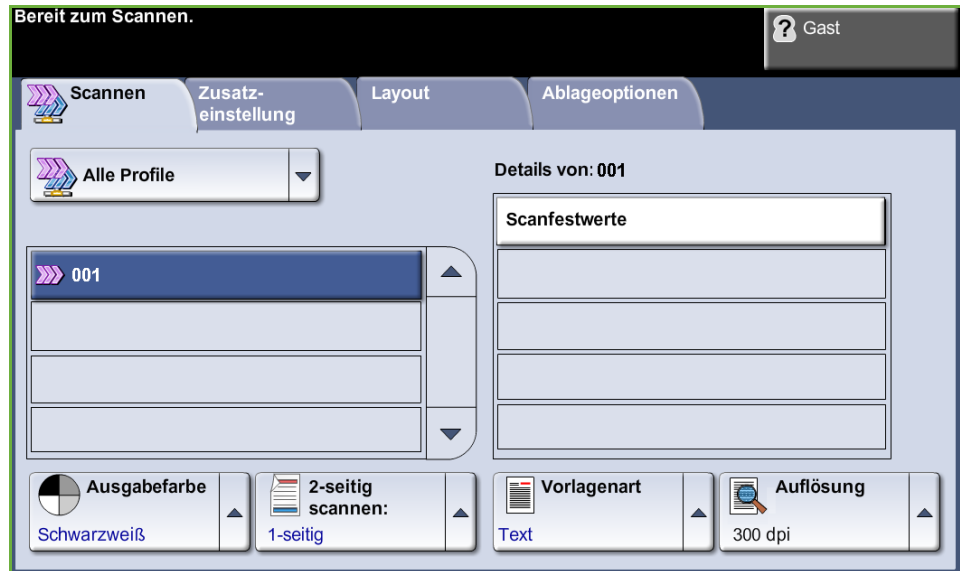 Bereit zum Scannen.
? Gast
Scannen
Zusatz-
einstellung
Layout
Ablageoptionen
Alle Profile
Details von: 001
Scanfestwerte
001
Ausgabefarbe
Schwarzweiß
2-seitig
scannen:
1-seitig
Vorlagenart
Text
Auflösung
300 dpi